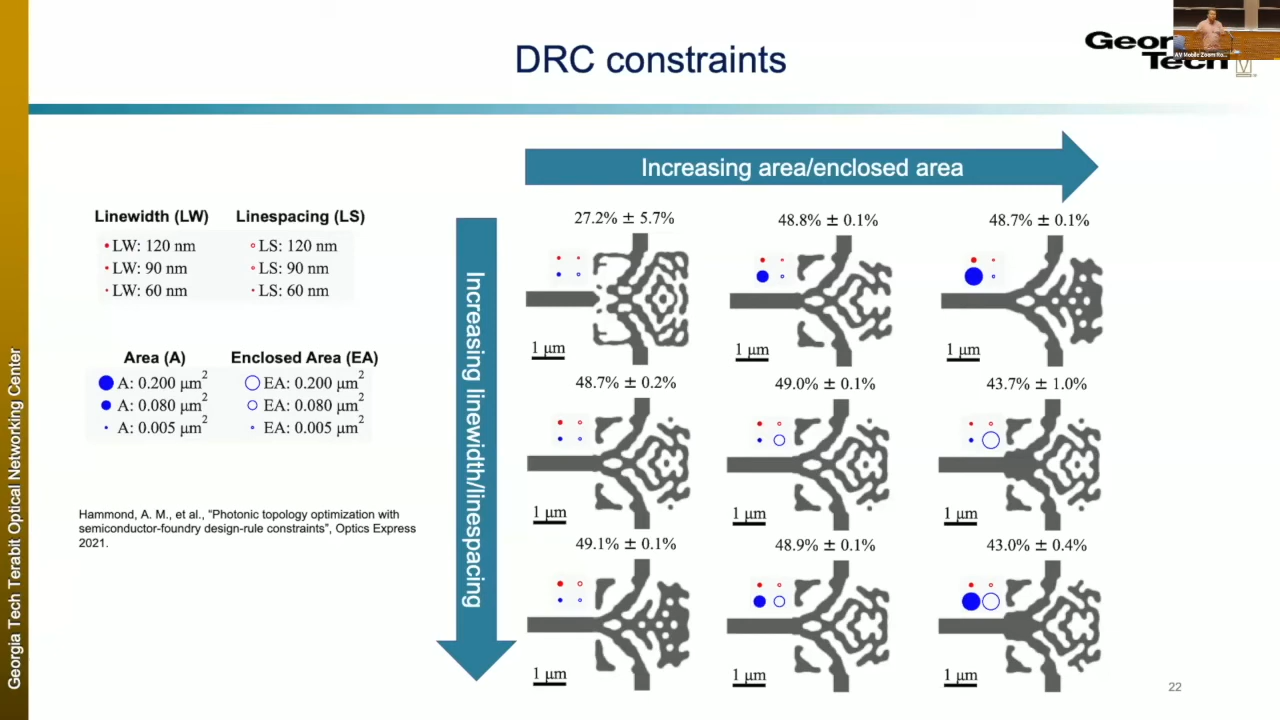 DRC constraints
Geor
Tech
AV Mobile Zoom Ro...
Increasing area/enclosed area
Linewidth (LW)
Linespacing (LS)
LW: 120 nm
LS: 120 nm
LW: 90 nm
LS: 90 nm
LW: 60 nm
LS: 60 nm
Area (A)
Enclosed Area (EA)
A: 0.200 μm²
EA: 0.200 μm²
A: 0.080 μm²
EA: 0.080 μm²
A: 0.005 μm²
EA: 0.005 μm²
Hammond, A. M., et al., "Photonic topology optimization with
semiconductor-foundry design-rule constraints", Optics Express
2021.
Georgia Tech Terabit Optical Networking Center
Increasing linewidth/linespacing
27.2% ± 5.7%
48.8% ± 0.1%
48.7% ± 0.1%
1 μm
1 μm
1 μm
48.7% ± 0.2%
49.0% ± 0.1%
43.7% ± 1.0%
1 μm
1 μm
1 μm
49.1% ± 0.1%
48.9% ± 0.1%
43.0% ± 0.4%
1 μm
1 μm
1 μm
22